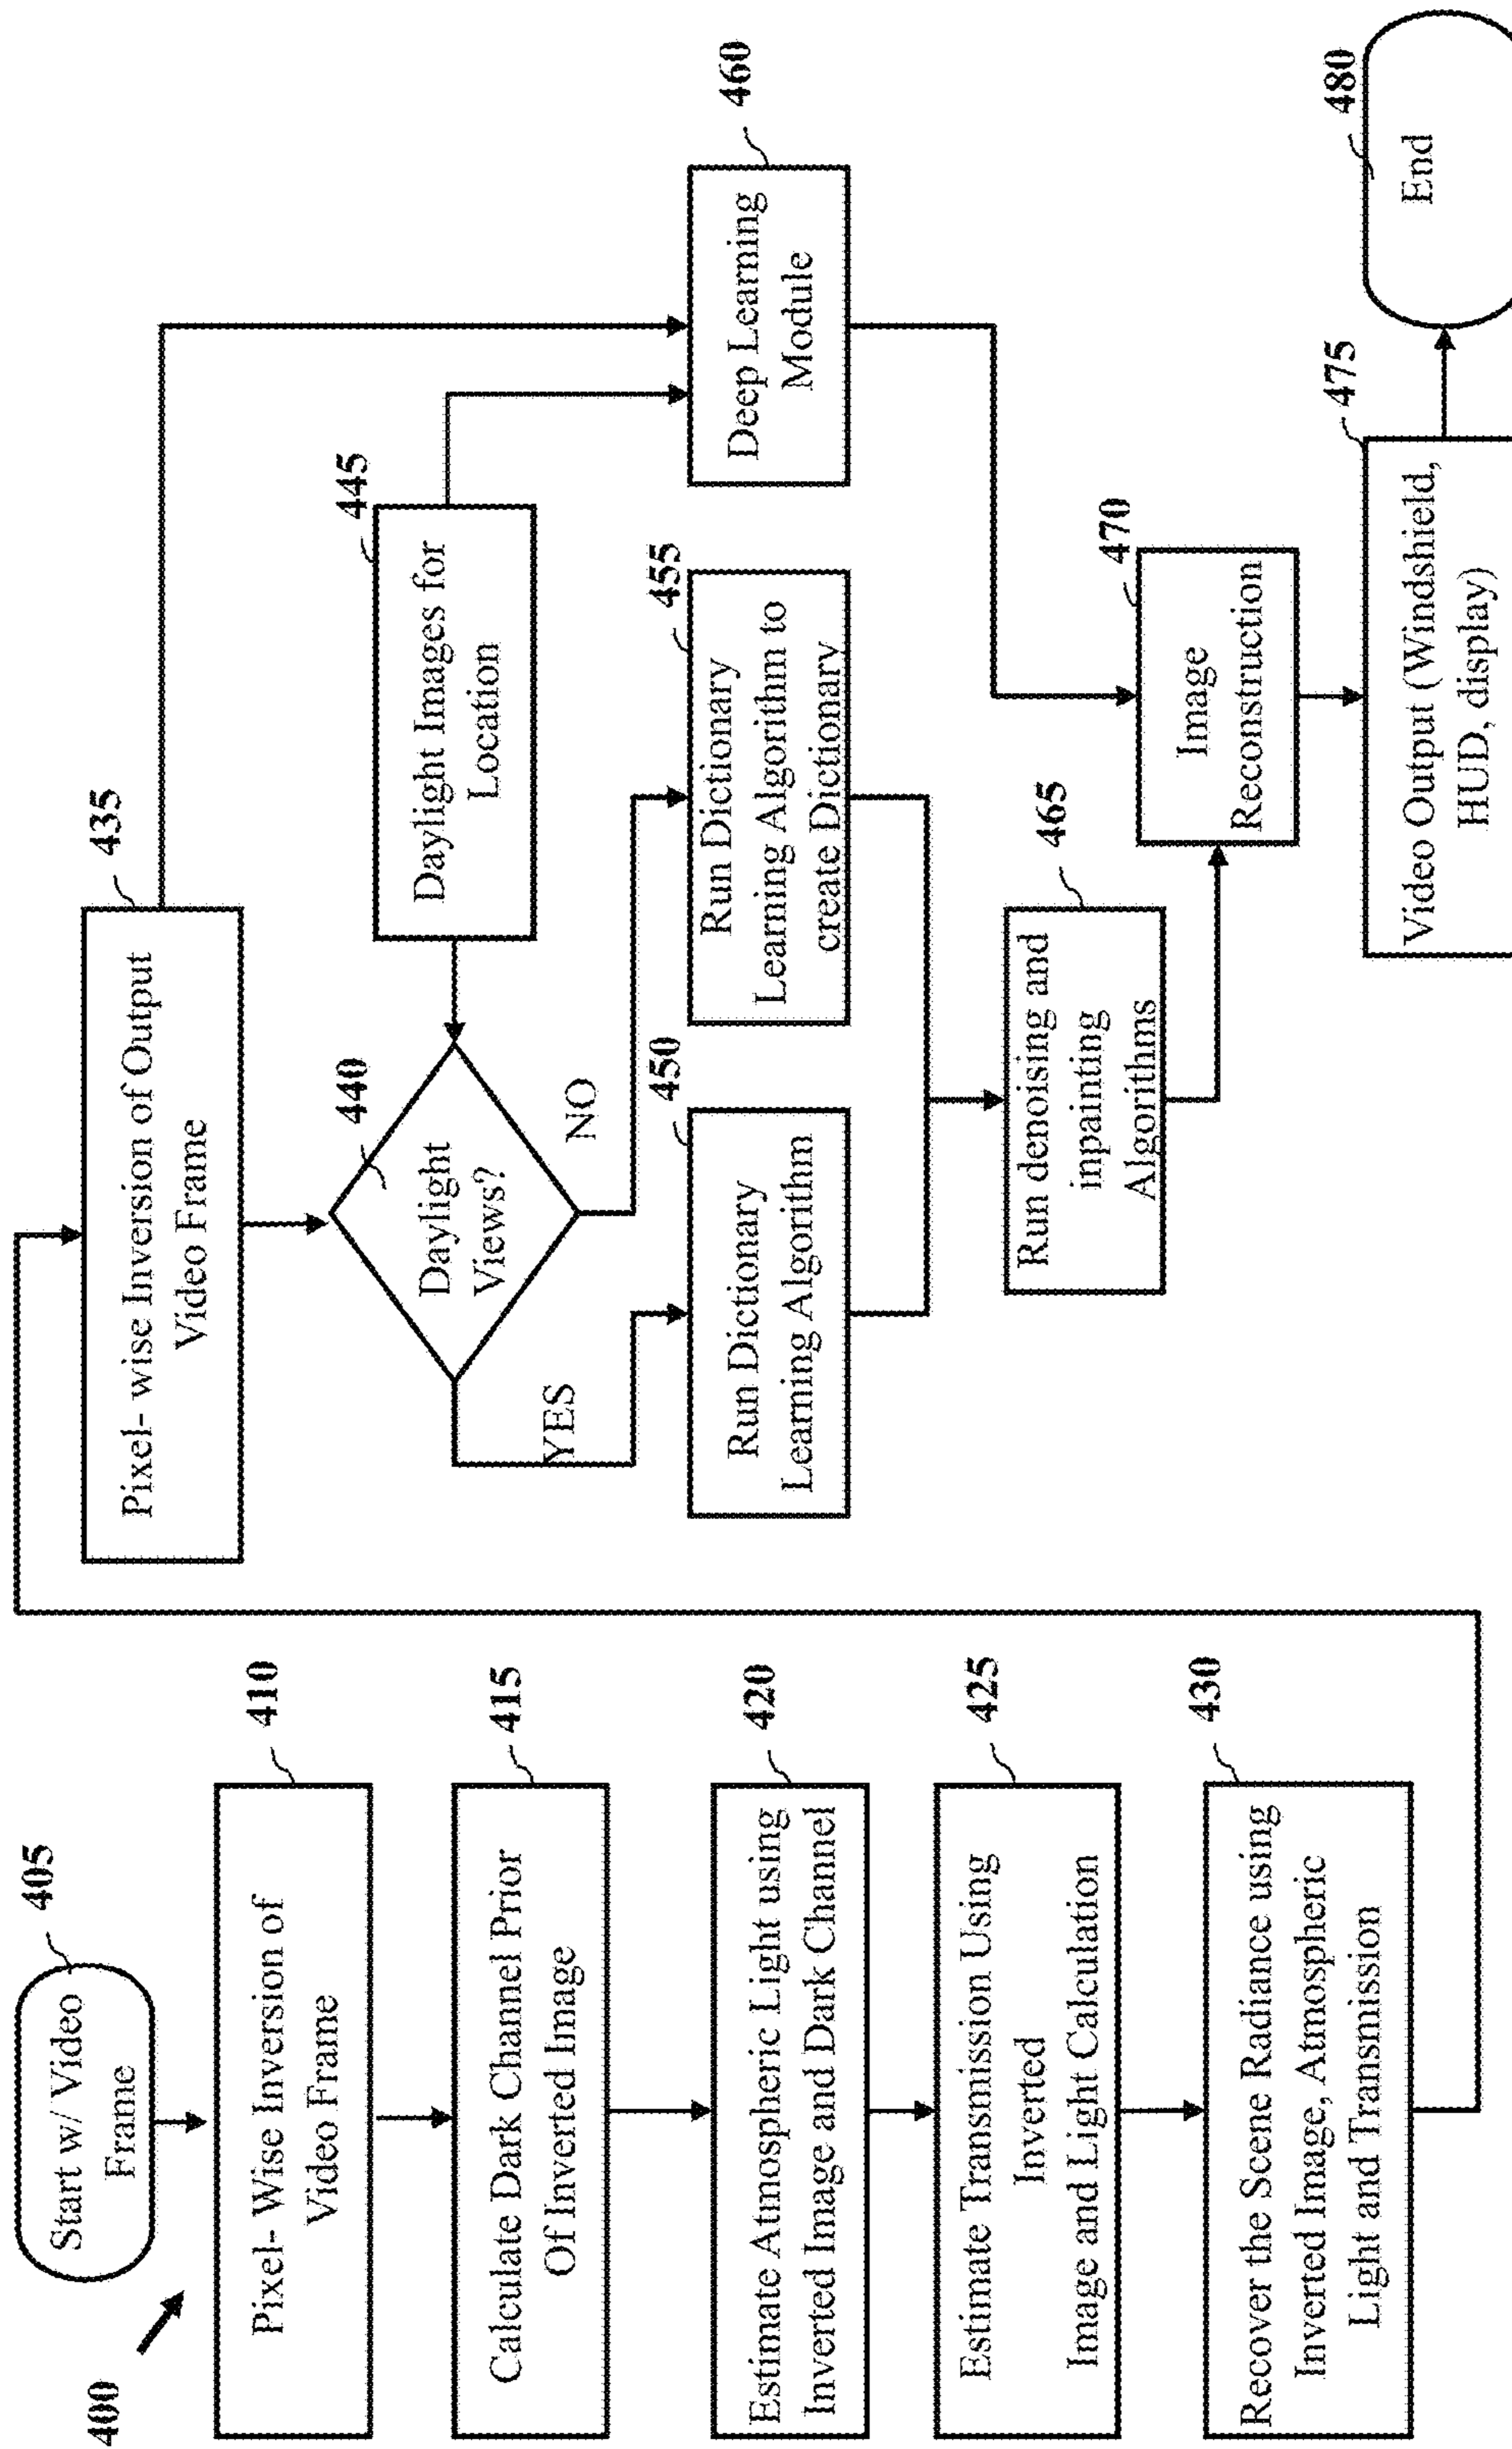 400
405
Start w/ Video
Frame
410
Pixel- Wise Inversion of
Video Frame
415
Calculate Dark Channel Prior
Of Inverted Image
420
Estimate Atmospheric Light using
Inverted Image and Dark Channel
425
Estimate Transmission Using
Inverted
Image and Light Calculation
430
Recover the Scene Radiance using
Inverted Image, Atmospheric
Light and Transmission
435
Pixel- wise Inversion of Output
Video Frame
440
Daylight
Views?
YES
NO
445
Daylight Images for
Location
450
Run Dictionary
Learning Algorithm
455
Run Dictionary
Learning Algorithm to
create Dictionary
460
Deep Learning
Module
465
Run denoising and
inpainting
Algorithms
470
Image
Reconstruction
475
Video Output (Windshield,
HUD, display)
480
End